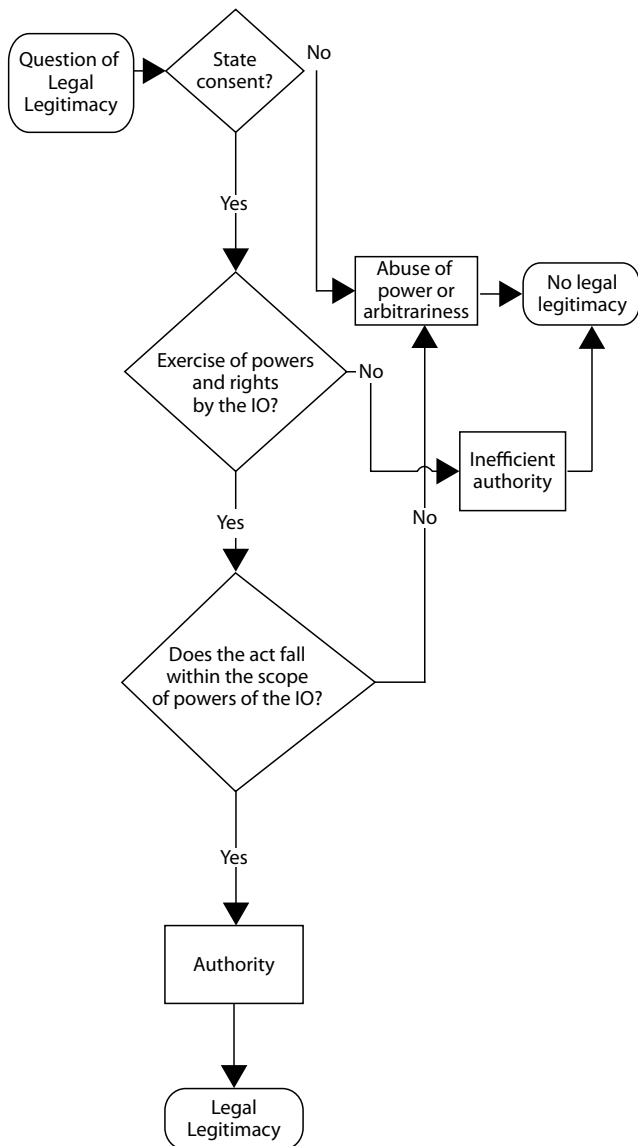 Question of
Legal
Legitimacy
State
consent?
No
Yes
Abuse of
power or
arbitrariness
No legal
legitimacy
Exercise of powers
and rights
by the IO?
No
Inefficient
authority
Yes
No
Does the act fall
within the scope
of powers of the IO?
Yes
Authority
Legal
Legitimacy